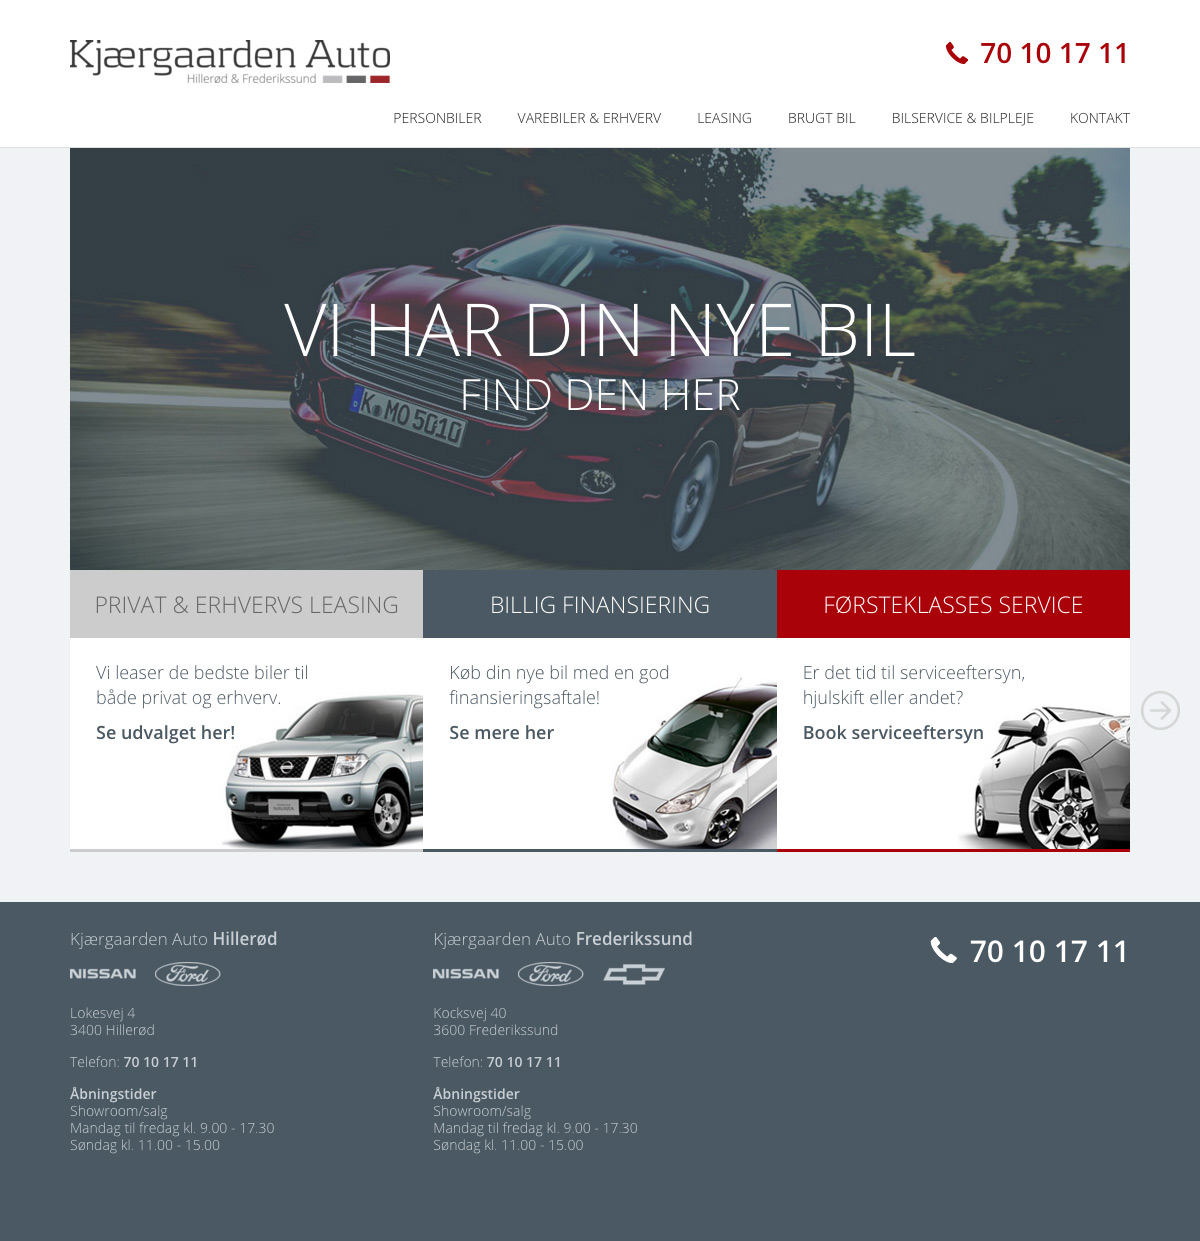 Kjærgaarden Auto
Hillerød & Frederikssund
70 10 17 11
PERSONBILER VAREBILER & ERHVERV LEASING BRUGT BIL BILSERVICE & BILPLEJE KONTAKT
VI HAR DIN NYE BIL
FIND DEN HER
K MO 5010
PRIVAT & ERHVERVS LEASING
Vi leaser de bedste biler til
både privat og erhverv.
Se udvalget her!
BILLIG FINANSIERING
Køb din nye bil med en god
finansieringsaftale!
Se mere her
FØRSTEKLASSES SERVICE
Er det tid til serviceeftersyn,
hjulskift eller andet?
Book serviceeftersyn
Kjærgaarden Auto Hillerød
NISSAN Ford
Lokesvej 4
3400 Hillerød
Telefon: 70 10 17 11
Åbningstider
Showroom/salg
Mandag til fredag kl. 9.00 - 17.30
Søndag kl. 11.00 - 15.00
Kjærgaarden Auto Frederikssund
NISSAN Ford
Kocksvej 40
3600 Frederikssund
Telefon: 70 10 17 11
Åbningstider
Showroom/salg
Mandag til fredag kl. 9.00 - 17.30
Søndag kl. 11.00 - 15.00
70 10 17 11